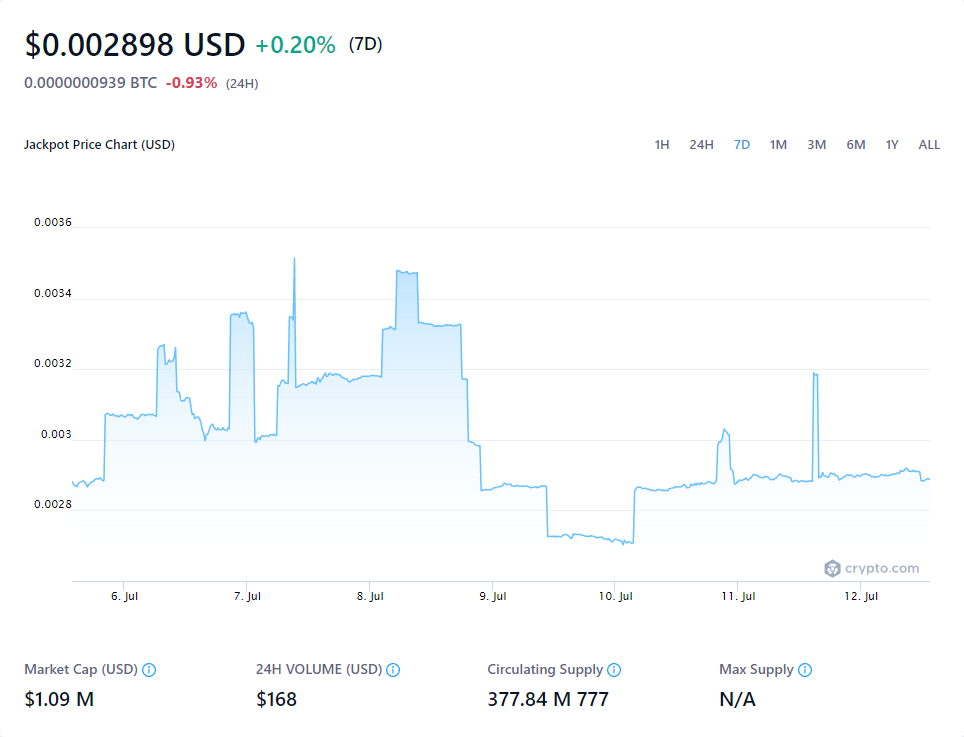 $0.002898 USD +0.20% (7D)
0.0000000939 BTC -0.93% (24H)
Jackpot Price Chart (USD) 1H 24H 7D 1M 3M 6M 1Y ALL
0.0036
0.0034
0.0032
0.003
0.0028
crypto.com
6. Jul 7. Jul 8. Jul 9. Jul 10. Jul 11. Jul 12. Jul
Market Cap (USD) 24H VOLUME (USD) Circulating Supply Max Supply
$1.09 M $168 377.84 M 777 N/A